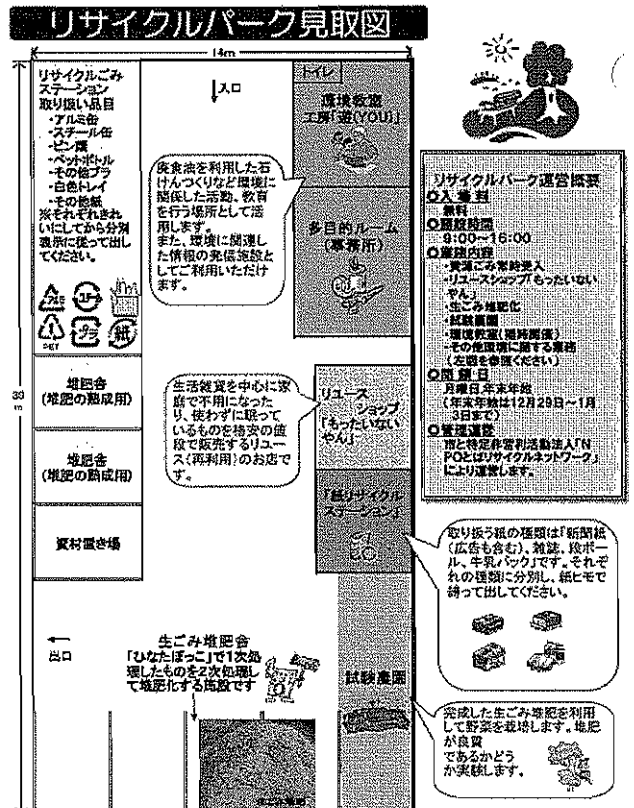 リサイクルパーク見取図
14m
リサイクルごみ
ステーション
取り扱い品目
・アルミ缶
・スチール缶
・ビン類
・ペットボトル
・その他プラ
・白色トレイ
・その他紙
※それぞれきれ
いにしてから分別
表示に従って出し
てください。
アルミ
スチール
PET
プラ
紙
入口
トイレ
環境教室
工房「遊(YOU)」
廃食油を利用した石
けんつくりなど環境に
関係した活動、教育
を行う場所として活
用します。
また、環境に関連し
た情報の発信施設と
してご利用いただけ
ます。
多目的ルーム
(事務所)
リサイクルパーク運営概要
○入場料
無料
○開設時間
9:00~16:00
○業務内容
・資源ごみ常時受入
・リユースショップ「もったいない
やん」
・生ごみ堆肥化
・試験農園
・環境教室(随時開催)
・その他環境に関する業務
(左図を参照ください)
○閉鎖日
月曜日、年末年始
(年末年始は12月29日~1月
3日まで)
○管理運営
市と特定非営利活動法人「N
POとばリサイクルネットワーク」
により運営します。
堆肥舎
(堆肥の熟成用)
堆肥舎
(堆肥の熟成用)
資材置き場
39
m
生活雑貨を中心に家
庭で不用になった
り、使わずに眠って
いるものを格安の値
段で販売するリユー
ス(再利用)のお店で
す。
リユース
ショップ
「もったいない
やん」
「紙リサイクル
ステーション」
取り扱う紙の種類は「新聞紙
(広告も含む)、雑誌、段ボー
ル、牛乳パック」です。それぞ
れの種類に分別し、紙ヒモで
縛って出してください。
出口
生ごみ堆肥舎
「ひなたぼっこ」で1次処
理したものを2次処理し
て堆肥化する施設です
試験農園
完成した生ごみ堆肥を利用
して野菜を栽培します。堆肥
が良質
であるかどう
か実験します。